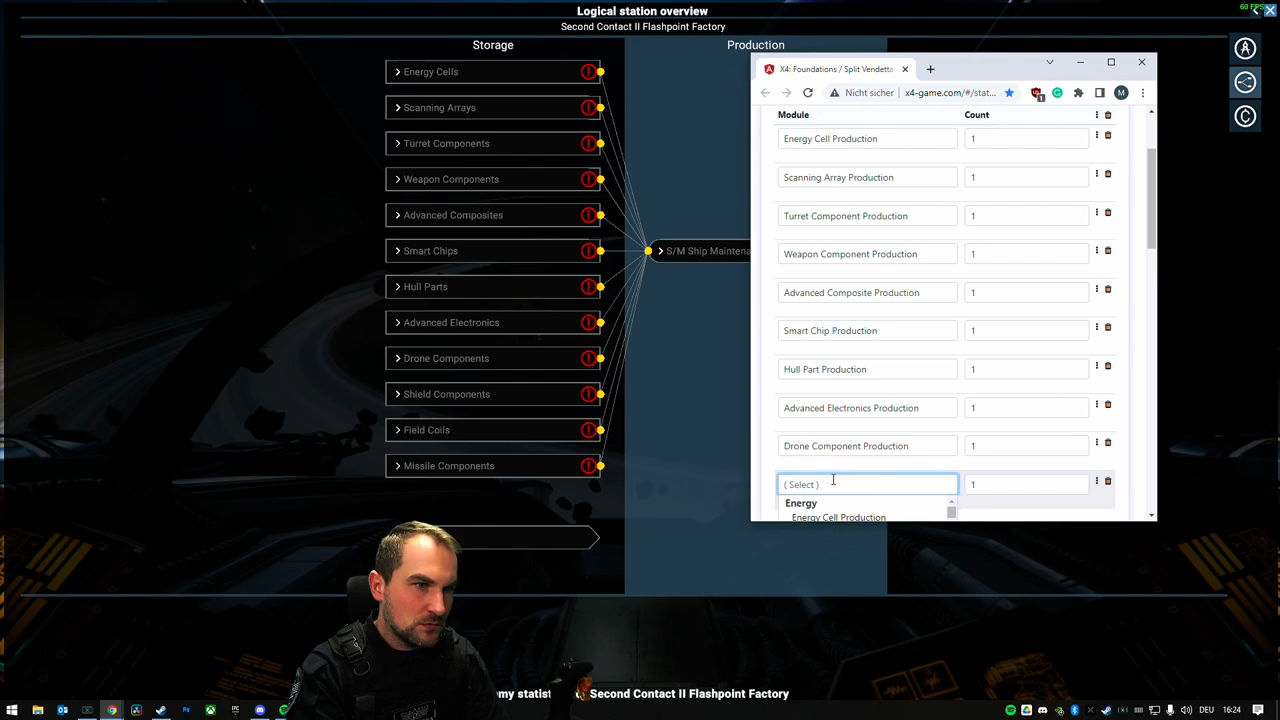 Logical station overview
60 FPS
Second Contact II Flashpoint Factory
Storage
Production
Energy Cells
Scanning Arrays
Turret Components
Weapon Components
Advanced Composites
Smart Chips
Hull Parts
Advanced Electronics
Drone Components
Shield Components
Field Coils
Missile Components
S/M Ship Maintena
X4: Foundations / Split Vendetta
Nicht sicher
x4-game.com/#/stat...
1
M
Module
Count
Energy Cell Production
1
Scanning Array Production
1
Turret Component Production
1
Weapon Component Production
1
Advanced Composite Production
1
Smart Chip Production
1
Hull Part Production
1
Advanced Electronics Production
1
Drone Component Production
1
( Select )
1
Energy
Energy Cell Production
my statist
Second Contact II Flashpoint Factory
DEU
16:24